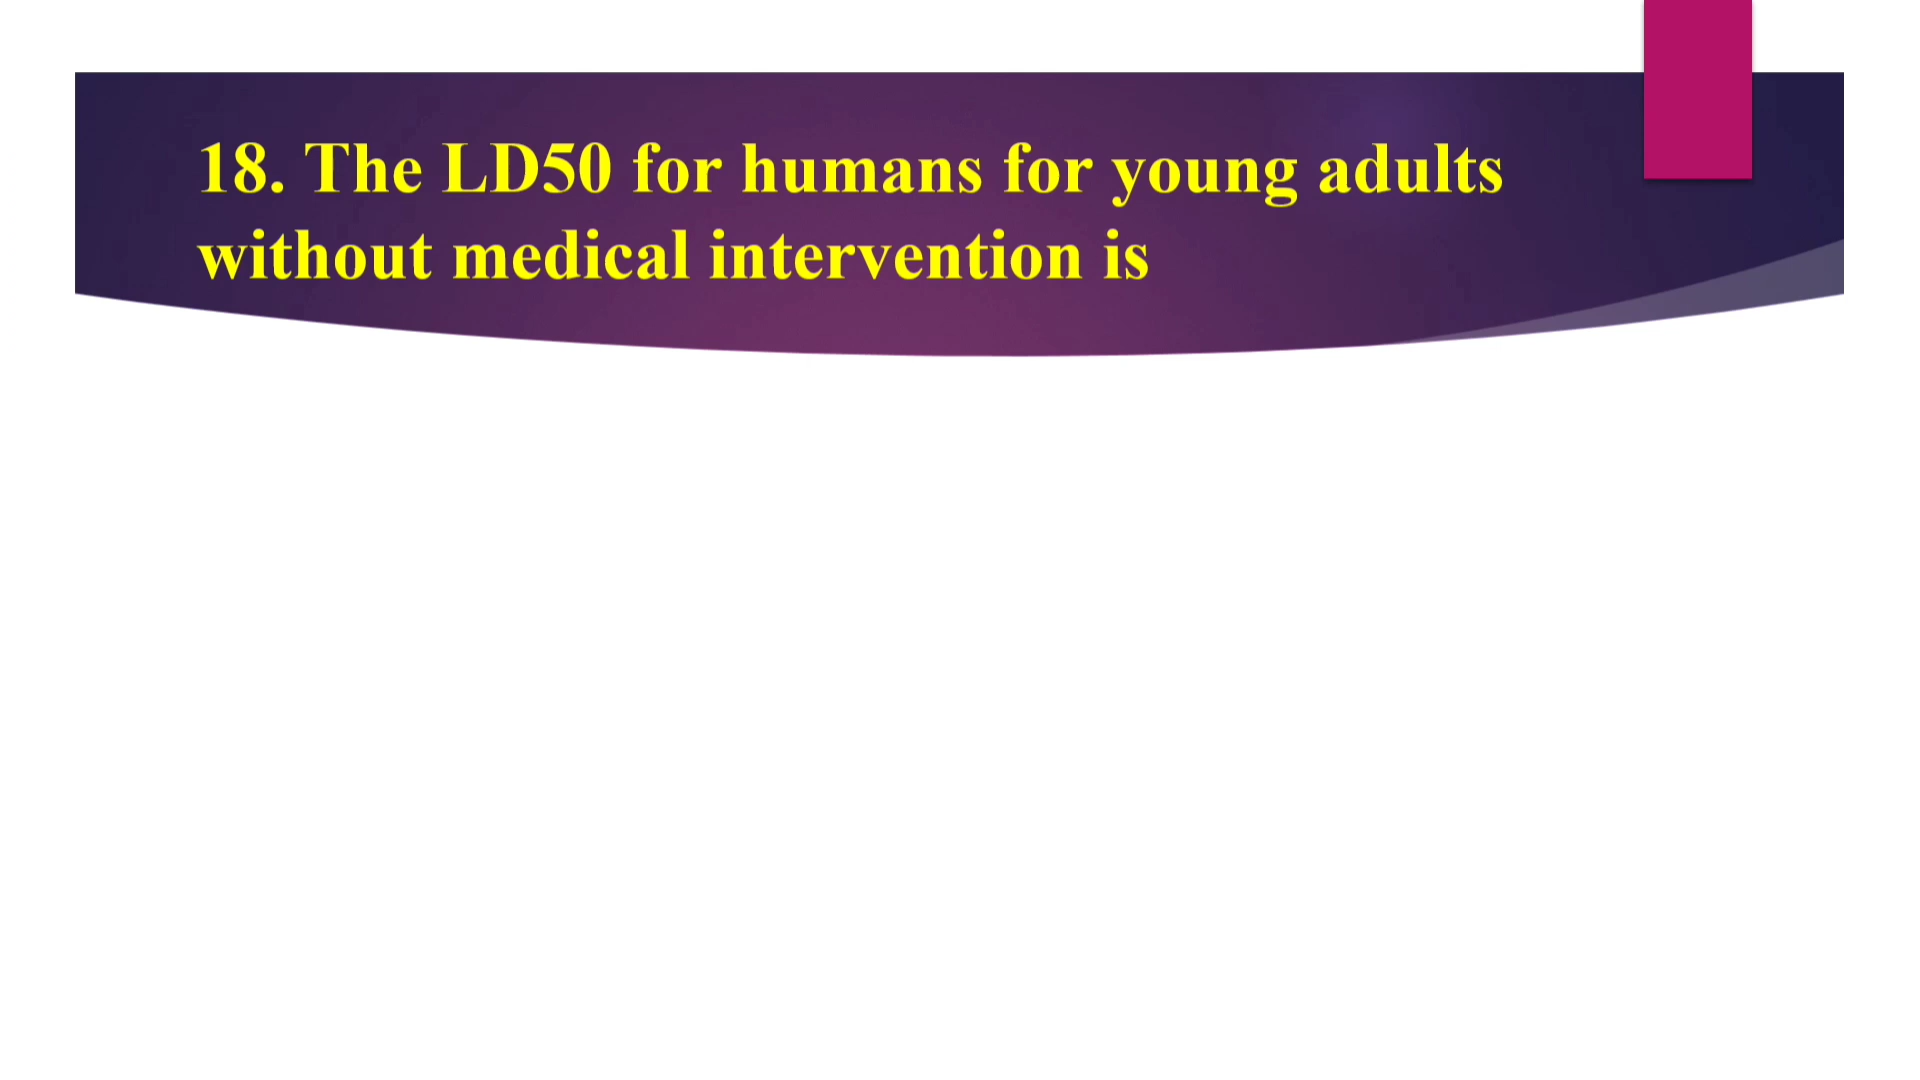 18. The LD50 for humans for young adults
without medical intervention is